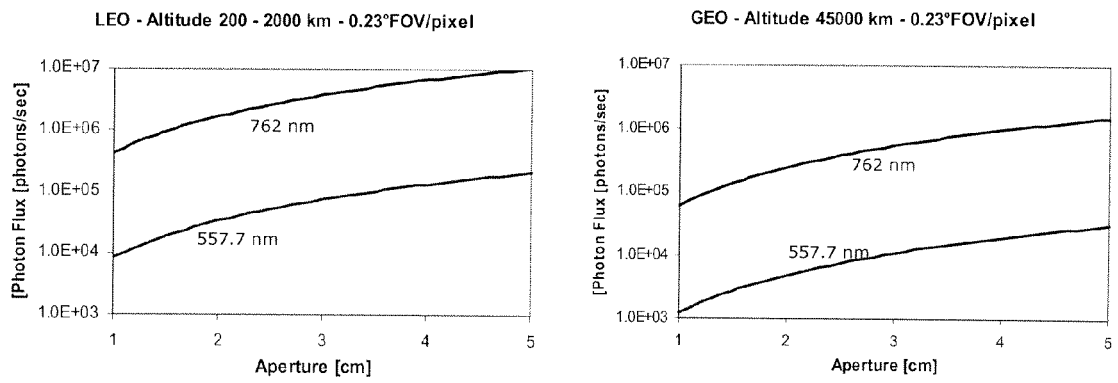 LEO - Altitude 200 - 2000 km - 0.23°FOV/pixel
[Photon Flux [photons/sec]
1.0E+07
1.0E+06
1.0E+05
1.0E+04
1.0E+03
762 nm
557.7 nm
1 2 3 4 5
Aperture [cm]
GEO - Altitude 45000 km - 0.23°FOV/pixel
[Photon Flux [photons/sec]
1.0E+07
1.0E+06
1.0E+05
1.0E+04
1.0E+03
762 nm
557.7 nm
1 2 3 4 5
Aperture [cm]